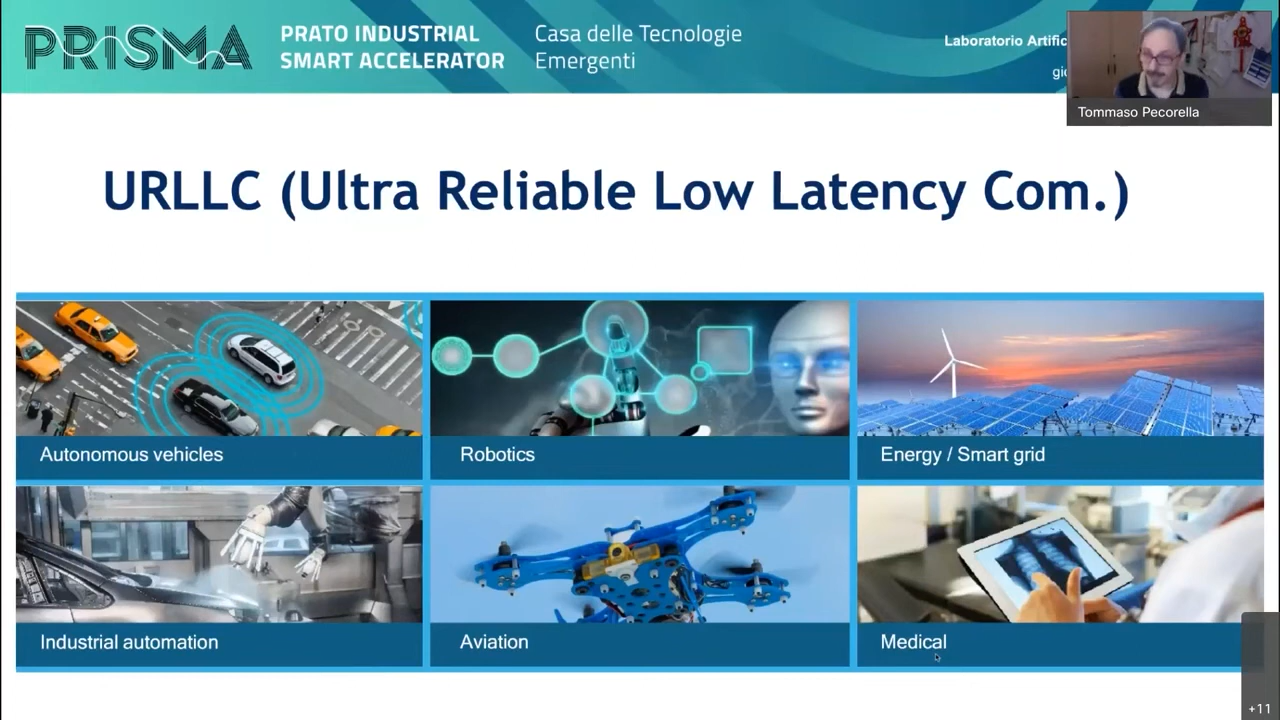 PRISMA
PRATO INDUSTRIAL
SMART ACCELERATOR
Casa delle Tecnologie
Emergenti
Laboratorio
Tommaso Pecorella
URLLC (Ultra Reliable Low Latency Com.)
Autonomous vehicles
Robotics
Energy / Smart grid
Industrial automation
Aviation
Medical
+11